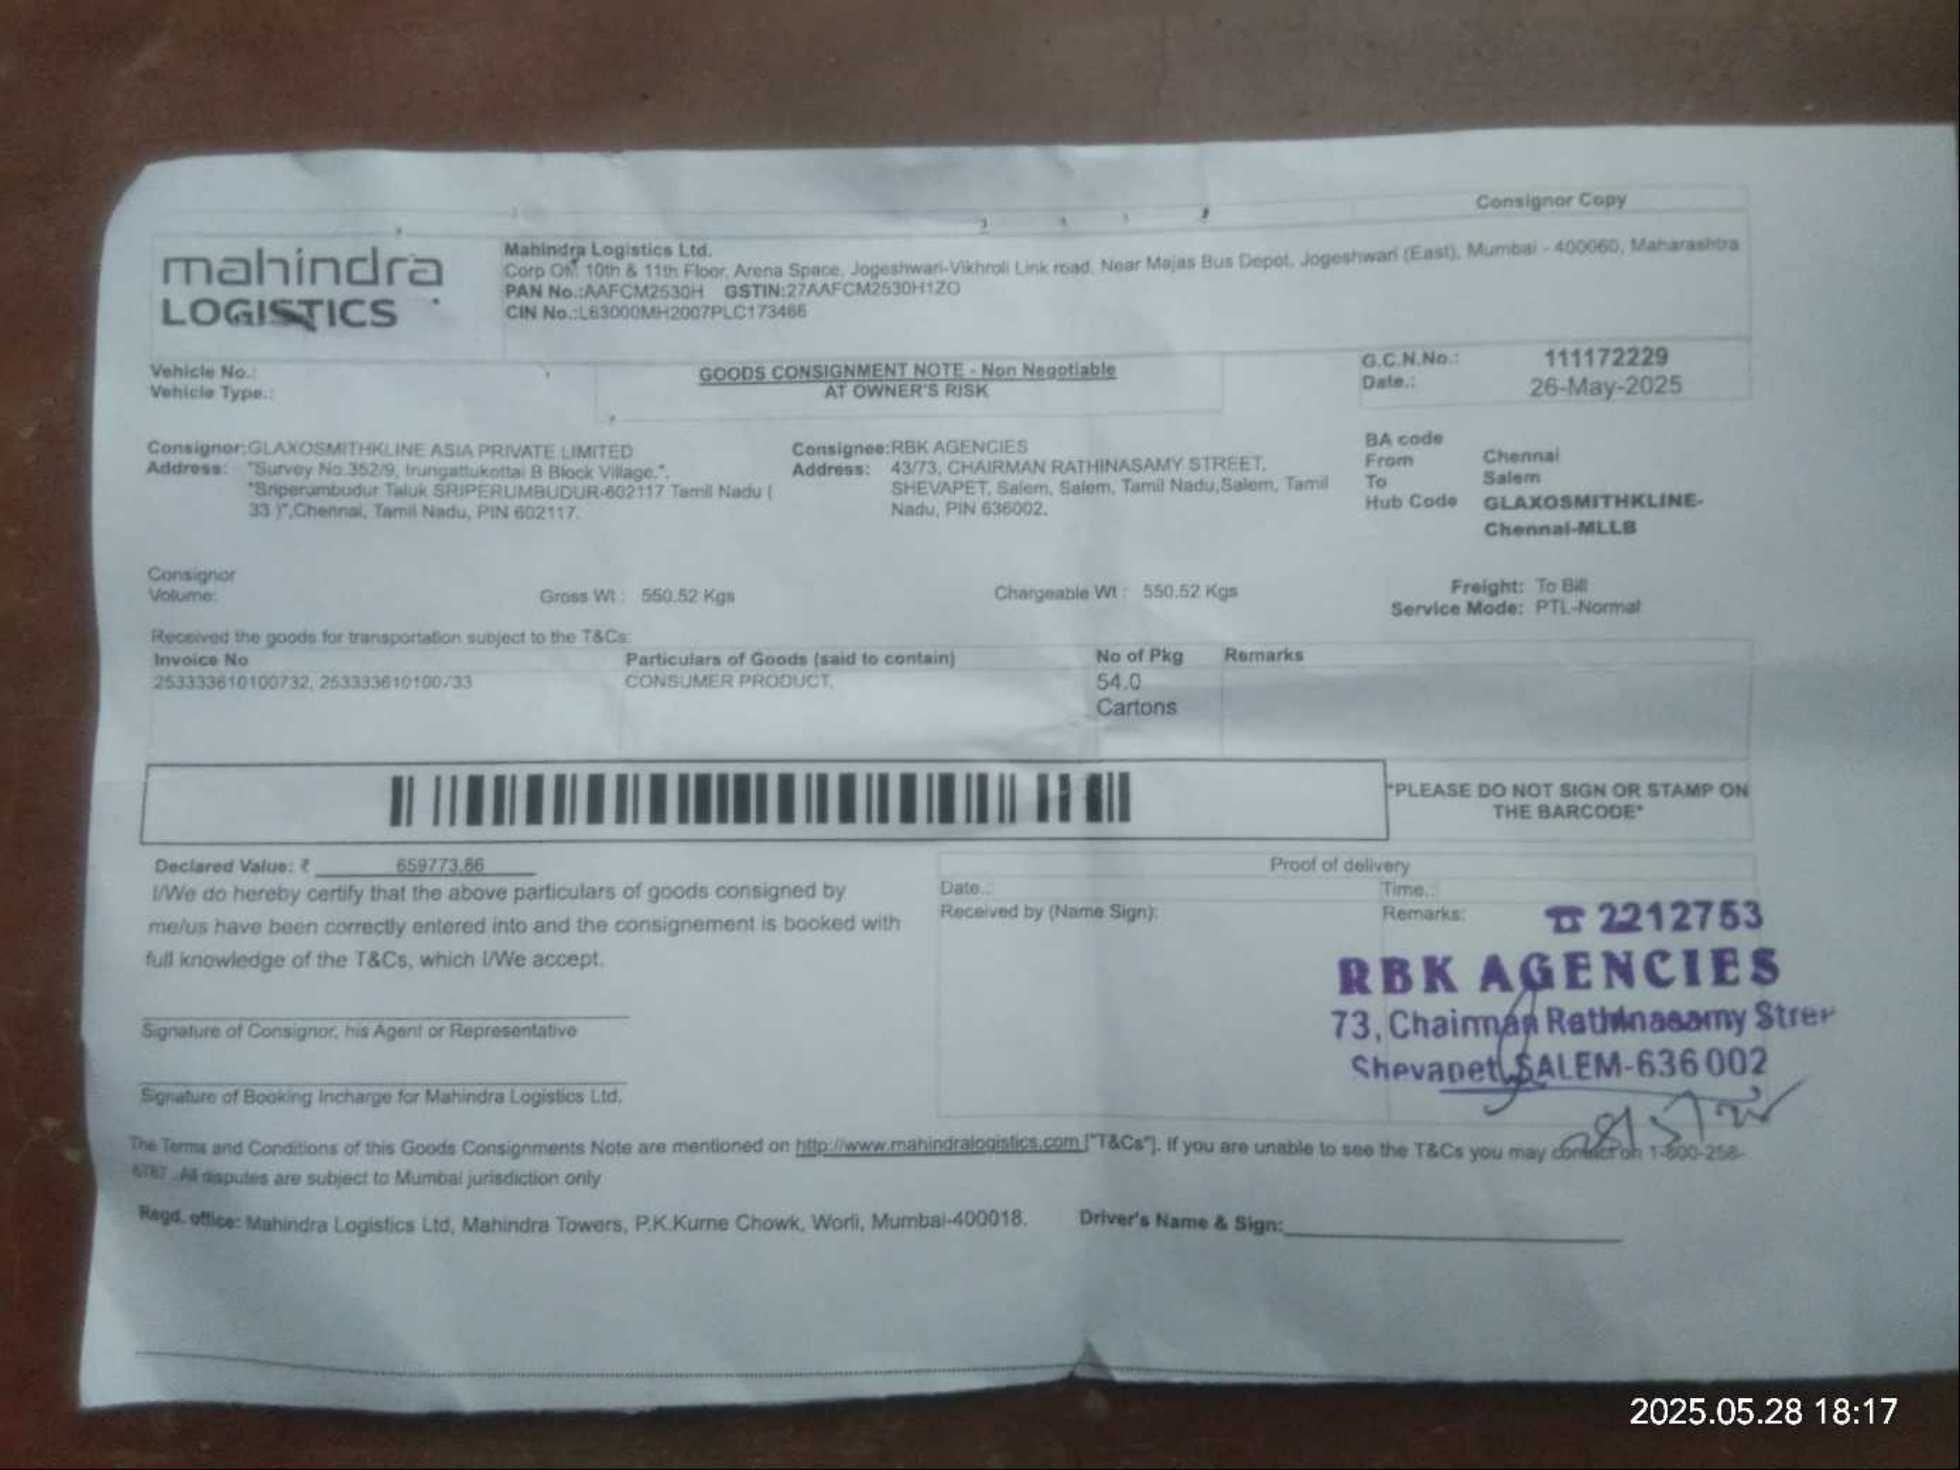 Consignor Copy
mahindra
LOGISTICS
Mahindra Logistics Ltd.
Corp Off: 10th & 11th Floor, Arena Space, Jogeshwari-Vikhroli Link road, Near Majas Bus Depot, Jogeshwari (East), Mumbai - 400060, Maharashtra
PAN No.:AAFCM2530H GSTIN:27AAFCM2530H1ZO
CIN No.:L63000MH2007PLC173466
Vehicle No.:
Vehicle Type.:
GOODS CONSIGNMENT NOTE - Non Negotiable
AT OWNER'S RISK
G.C.N.No.: 111172229
Date.: 26-May-2025
Consignor:GLAXOSMITHKLINE ASIA PRIVATE LIMITED
Address: "Survey No.352/9, Irungattukottai B Block Village,",
"Sriperumbudur Taluk SRIPERUMBUDUR-602117 Tamil Nadu (
33 )",Chennai, Tamil Nadu, PIN 602117.
Consignee:RBK AGENCIES
Address: 43/73, CHAIRMAN RATHINASAMY STREET,
SHEVAPET, Salem, Salem, Tamil Nadu,Salem, Tamil
Nadu, PIN 636002.
BA code
From Chennai
To Salem
Hub Code GLAXOSMITHKLINE-
Chennai-MLLB
Consignor
Volume:
Gross Wt : 550.52 Kgs
Chargeable Wt : 550.52 Kgs
Freight: To Bill
Service Mode: PTL-Normal
Received the goods for transportation subject to the T&Cs:
Invoice No Particulars of Goods (said to contain) No of Pkg Remarks
253333610100732, 253333610100733 CONSUMER PRODUCT, 54.0
Cartons
*PLEASE DO NOT SIGN OR STAMP ON
THE BARCODE*
Declared Value: ₹ 659773.66
I/We do hereby certify that the above particulars of goods consigned by
me/us have been correctly entered into and the consignement is booked with
full knowledge of the T&Cs, which I/We accept.
Signature of Consignor, his Agent or Representative
Signature of Booking Incharge for Mahindra Logistics Ltd.
Proof of delivery
Date.: Time.:
Received by (Name Sign): Remarks:
☎ 2212753
RBK AGENCIES
73, Chairman Rathinasamy Stree
Shevapet, SALEM-636 002
The Terms and Conditions of this Goods Consignments Note are mentioned on http://www.mahindralogistics.com ["T&Cs"]. If you are unable to see the T&Cs you may contact on 1-800-258-
6787 .All disputes are subject to Mumbai jurisdiction only
Regd. office: Mahindra Logistics Ltd, Mahindra Towers, P.K.Kurne Chowk, Worli, Mumbai-400018.
Driver's Name & Sign:
2025.05.28 18:17